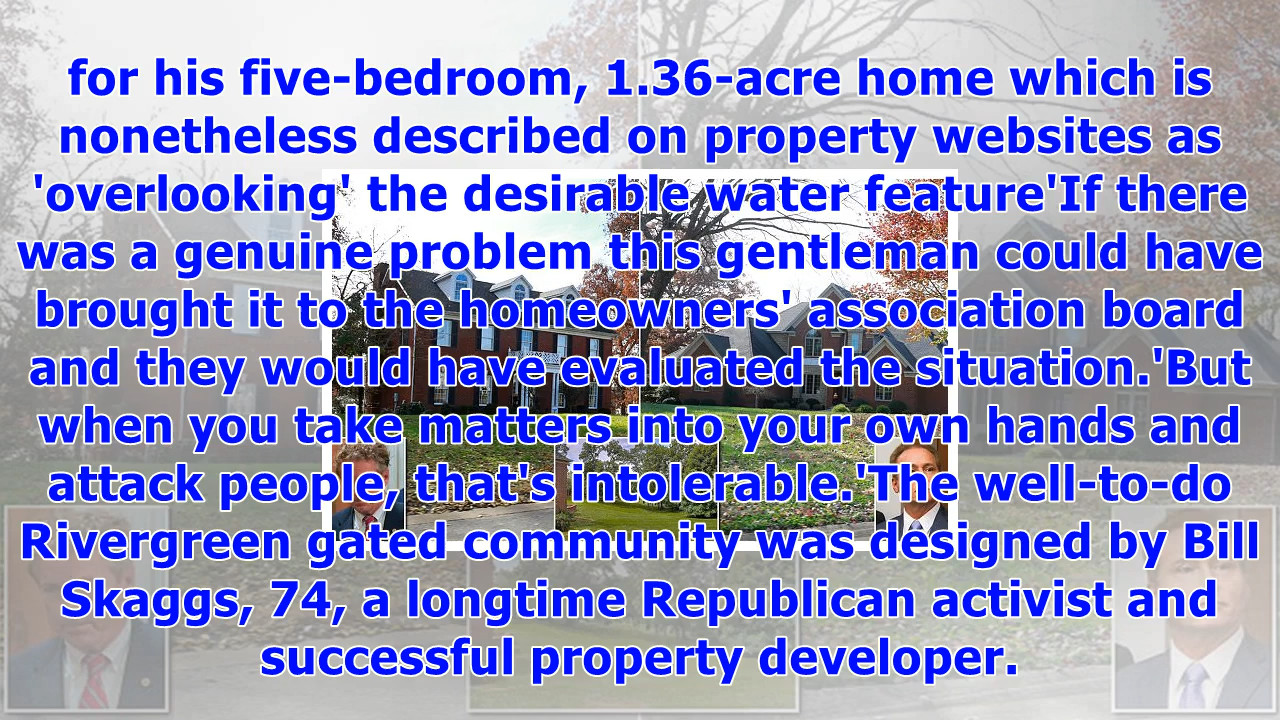 for his five-bedroom, 1.36-acre home which is
nonetheless described on property websites as
'overlooking' the desirable water feature'If there
was a genuine problem this gentleman could have
brought it to the homeowners' association board
and they would have evaluated the situation.'But
when you take matters into your own hands and
attack people, that's intolerable.'The well-to-do
Rivergreen gated community was designed by Bill
Skaggs, 74, a longtime Republican activist and
successful property developer.